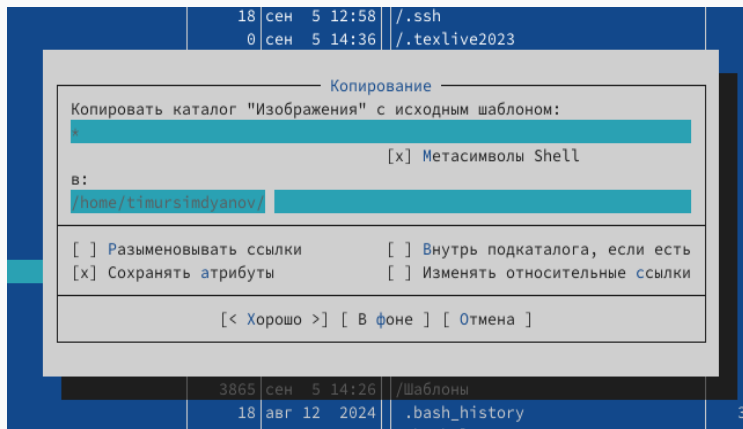 18 сен 5 12:58 /.ssh
0 сен 5 14:36 /.texlive2023
Копирование
Копировать каталог "Изображения" с исходным шаблоном:
*
[x] Метасимволы Shell
в:
/home/timursimdyanov/
[ ] Разыменовывать ссылки [ ] Внутрь подкаталога, если есть
[x] Сохранять атрибуты [ ] Изменять относительные ссылки
[< Хорошо >] [ В фоне ] [ Отмена ]
3865 сен 5 14:26 /Шаблоны
18 авг 12 2024 .bash_history 3